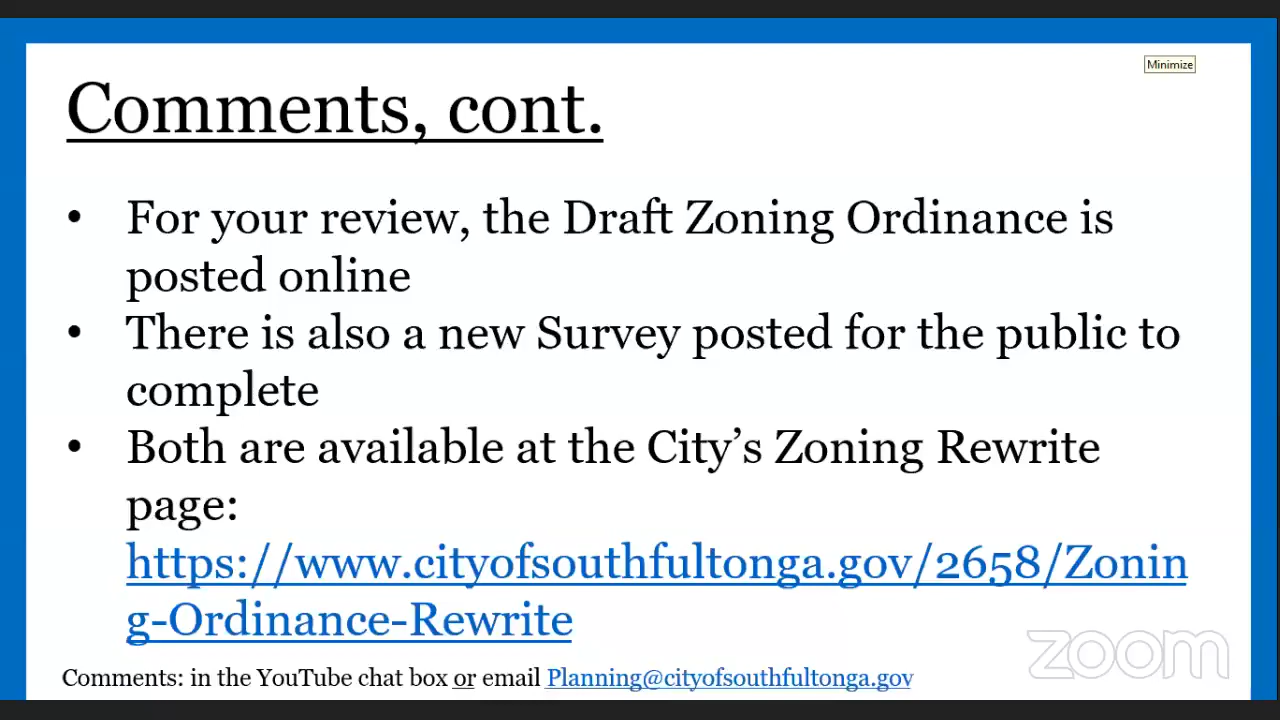 Minimize
Comments, cont.
• For your review, the Draft Zoning Ordinance is
posted online
• There is also a new Survey posted for the public to
complete
• Both are available at the City’s Zoning Rewrite
page:
https://www.cityofsouthfultonga.gov/2658/Zonin
g-Ordinance-Rewrite
zoom
Comments: in the YouTube chat box or email Planning@cityofsouthfultonga.gov